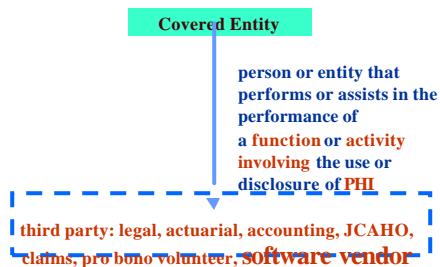 Covered Entity
person or entity that
performs or assists in the
performance of
a function or activity
involving the use or
disclosure of PHI
third party: legal, actuarial, accounting, JCAHO,
claims, pro bono volunteer, software vendor